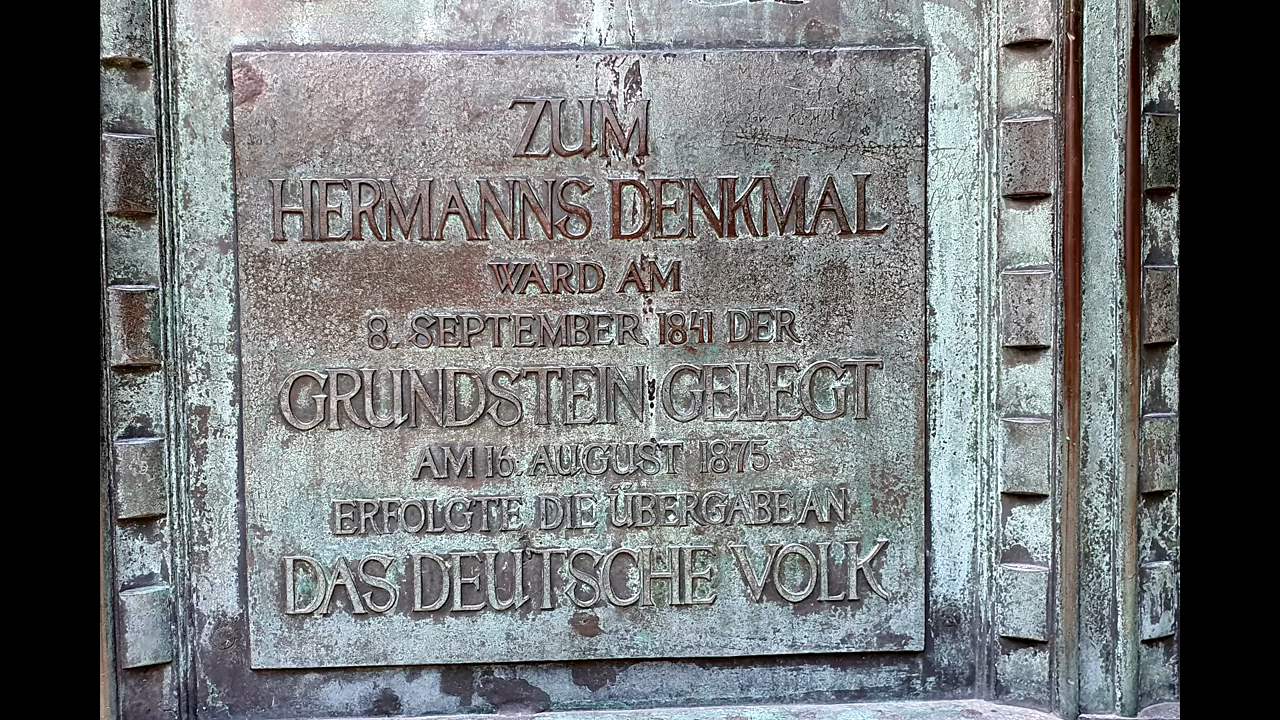 ZUM
HERMANNS DENKMAL
WARD AM
8. SEPTEMBER 1841 DER
GRUNDSTEIN GELEGT
AM 16. AUGUST 1875
ERFOLGTE DIE ÜBERGABE AN
DAS DEUTSCHE VOLK